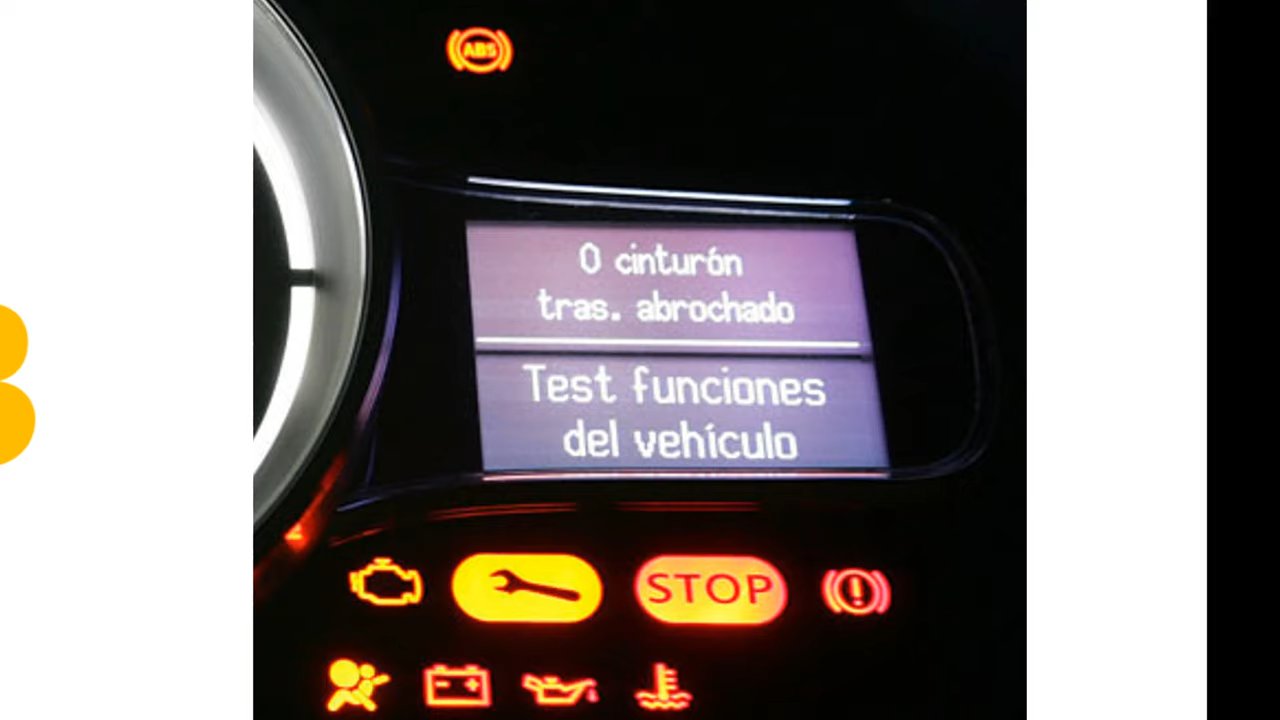 ABS
0 cinturón
tras. abrochado
Test funciones
del vehículo
STOP